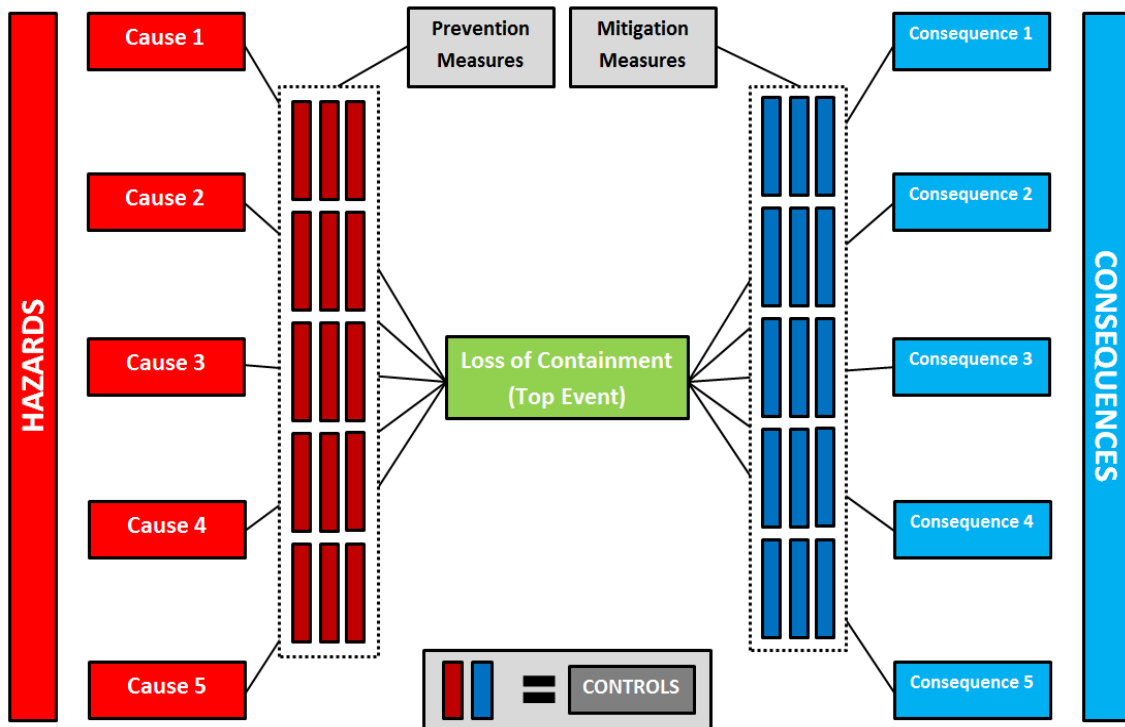 HAZARDS
Cause 1
Cause 2
Cause 3
Cause 4
Cause 5
Prevention
Measures
Mitigation
Measures
Loss of Containment
(Top Event)
=
CONTROLS
Consequence 1
Consequence 2
Consequence 3
Consequence 4
Consequence 5
CONSEQUENCES